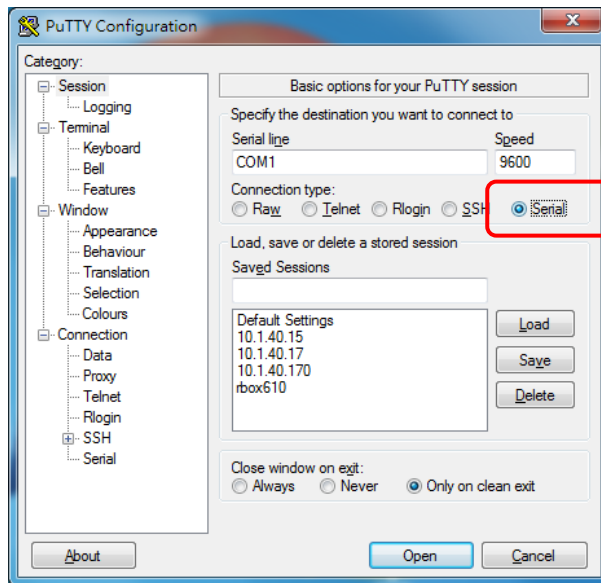 PuTTY Configuration
Category:
Session
Logging
Terminal
Keyboard
Bell
Features
Window
Appearance
Behaviour
Translation
Selection
Colours
Connection
Data
Proxy
Telnet
Rlogin
SSH
Serial
About
Basic options for your PuTTY session
Specify the destination you want to connect to
Serial line Speed
COM1 9600
Connection type:
Raw Telnet Rlogin SSH Serial
Load, save or delete a stored session
Saved Sessions
Default Settings
10.1.40.15
10.1.40.17
10.1.40.170
rbox610
Load
Save
Delete
Close window on exit:
Always Never Only on clean exit
Open Cancel